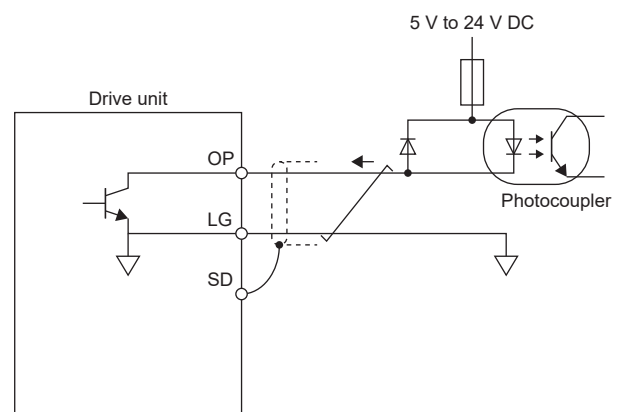 5 V to 24 V DC
Drive unit
OP
LG
Photocoupler
SD